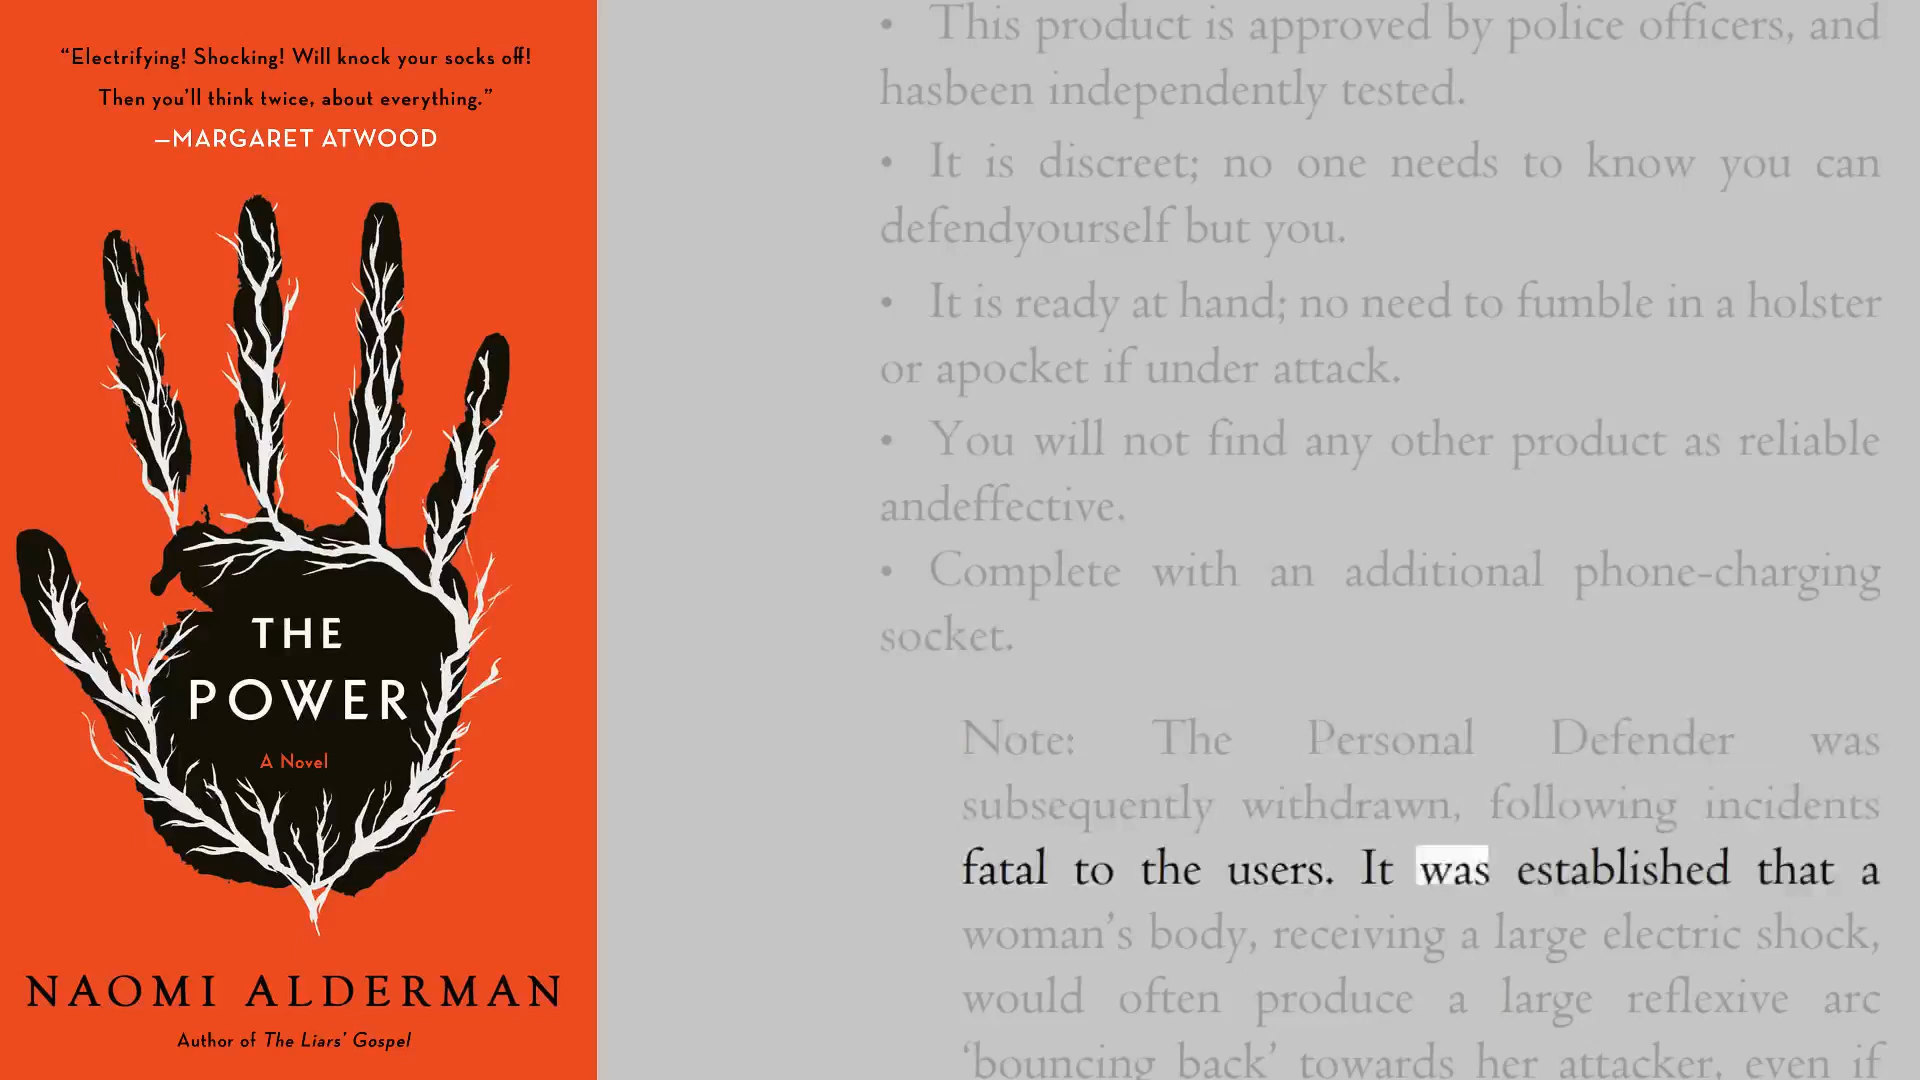 “Electrifying! Shocking! Will knock your socks off!
Then you’ll think twice, about everything.”
—MARGARET ATWOOD
THE
POWER
A Novel
NAOMI ALDERMAN
Author of The Liars’ Gospel
• This product is approved by police officers, and
hasbeen independently tested.
• It is discreet; no one needs to know you can
defendyourself but you.
• It is ready at hand; no need to fumble in a holster
or apocket if under attack.
• You will not find any other product as reliable
andeffective.
• Complete with an additional phone-charging
socket.
Note: The Personal Defender was
subsequently withdrawn, following incidents
fatal to the users. It was established that a
woman’s body, receiving a large electric shock,
would often produce a large reflexive arc
‘bouncing back’ towards her attacker, even if